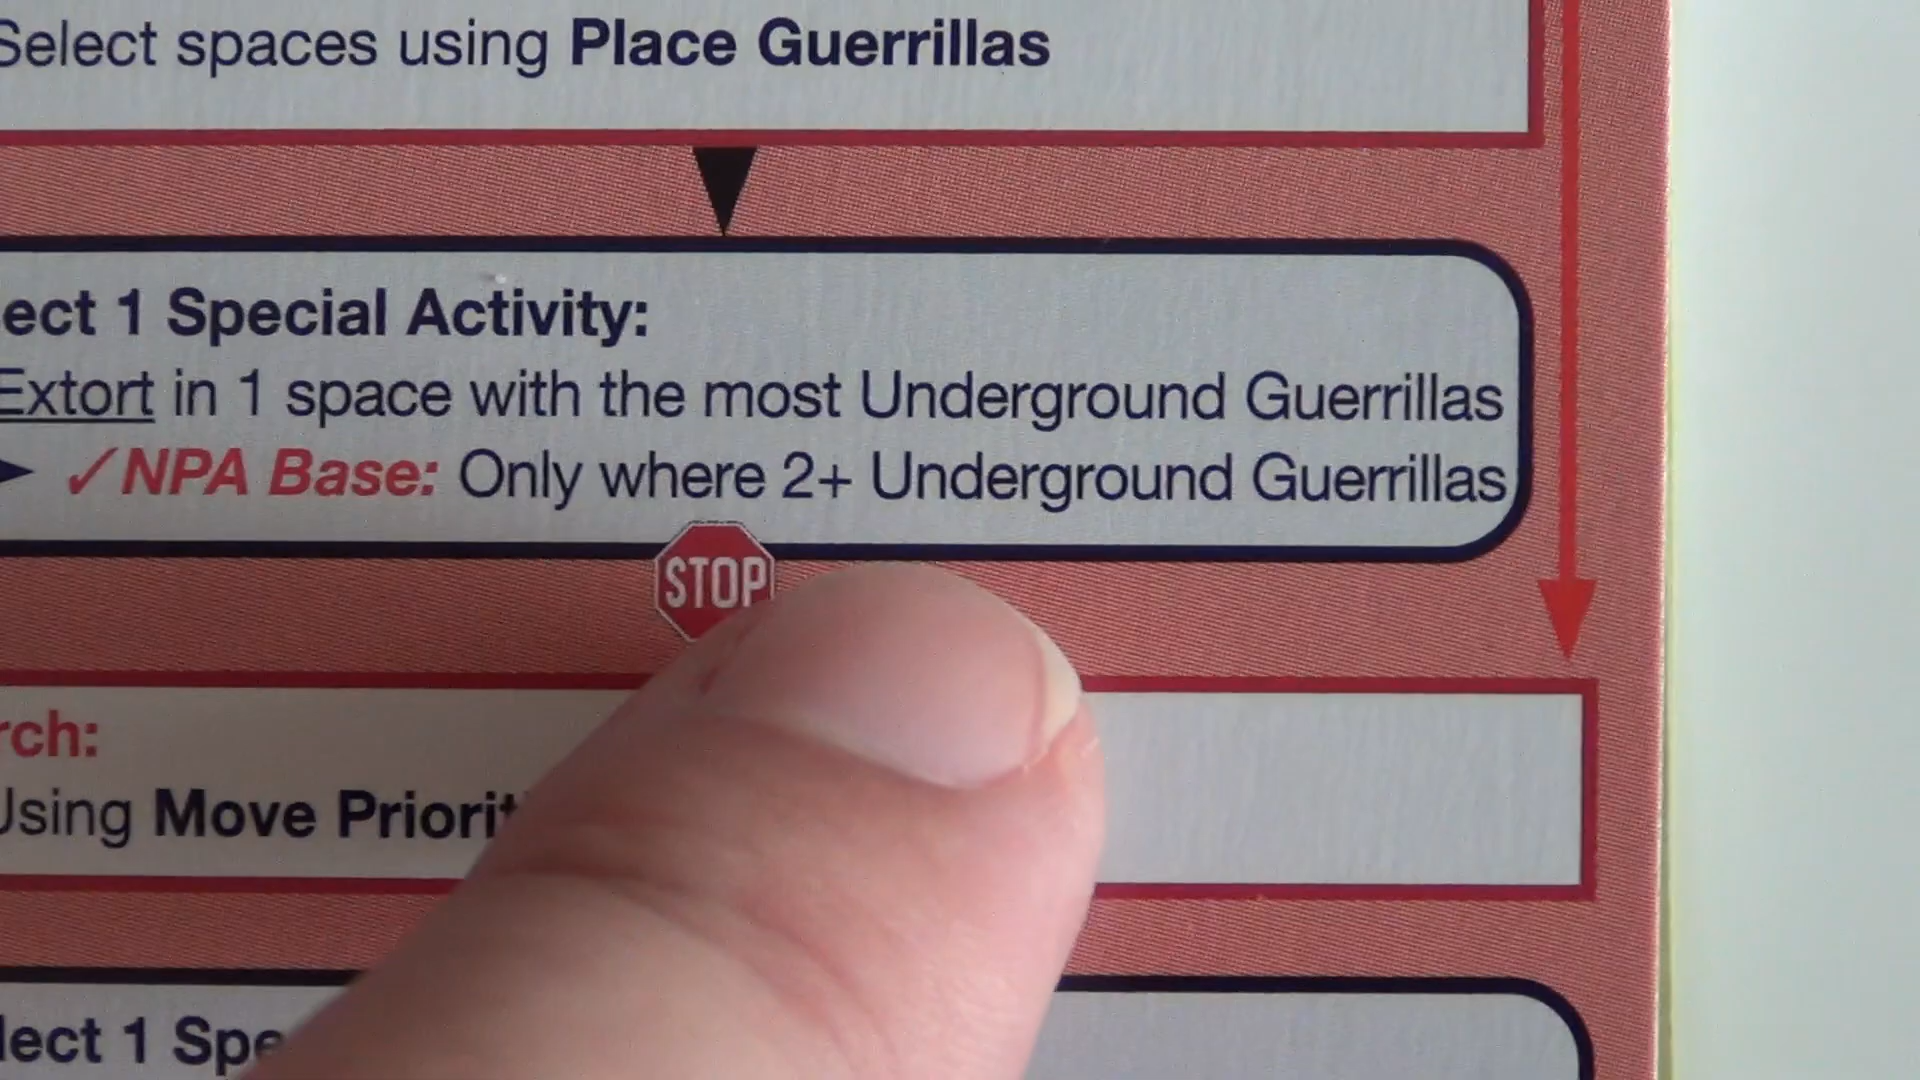 Select spaces using Place Guerrillas
ect 1 Special Activity:
Extort in 1 space with the most Underground Guerrillas
✓NPA Base: Only where 2+ Underground Guerrillas
STOP
rch:
Using Move Priorit
lect 1 Spe